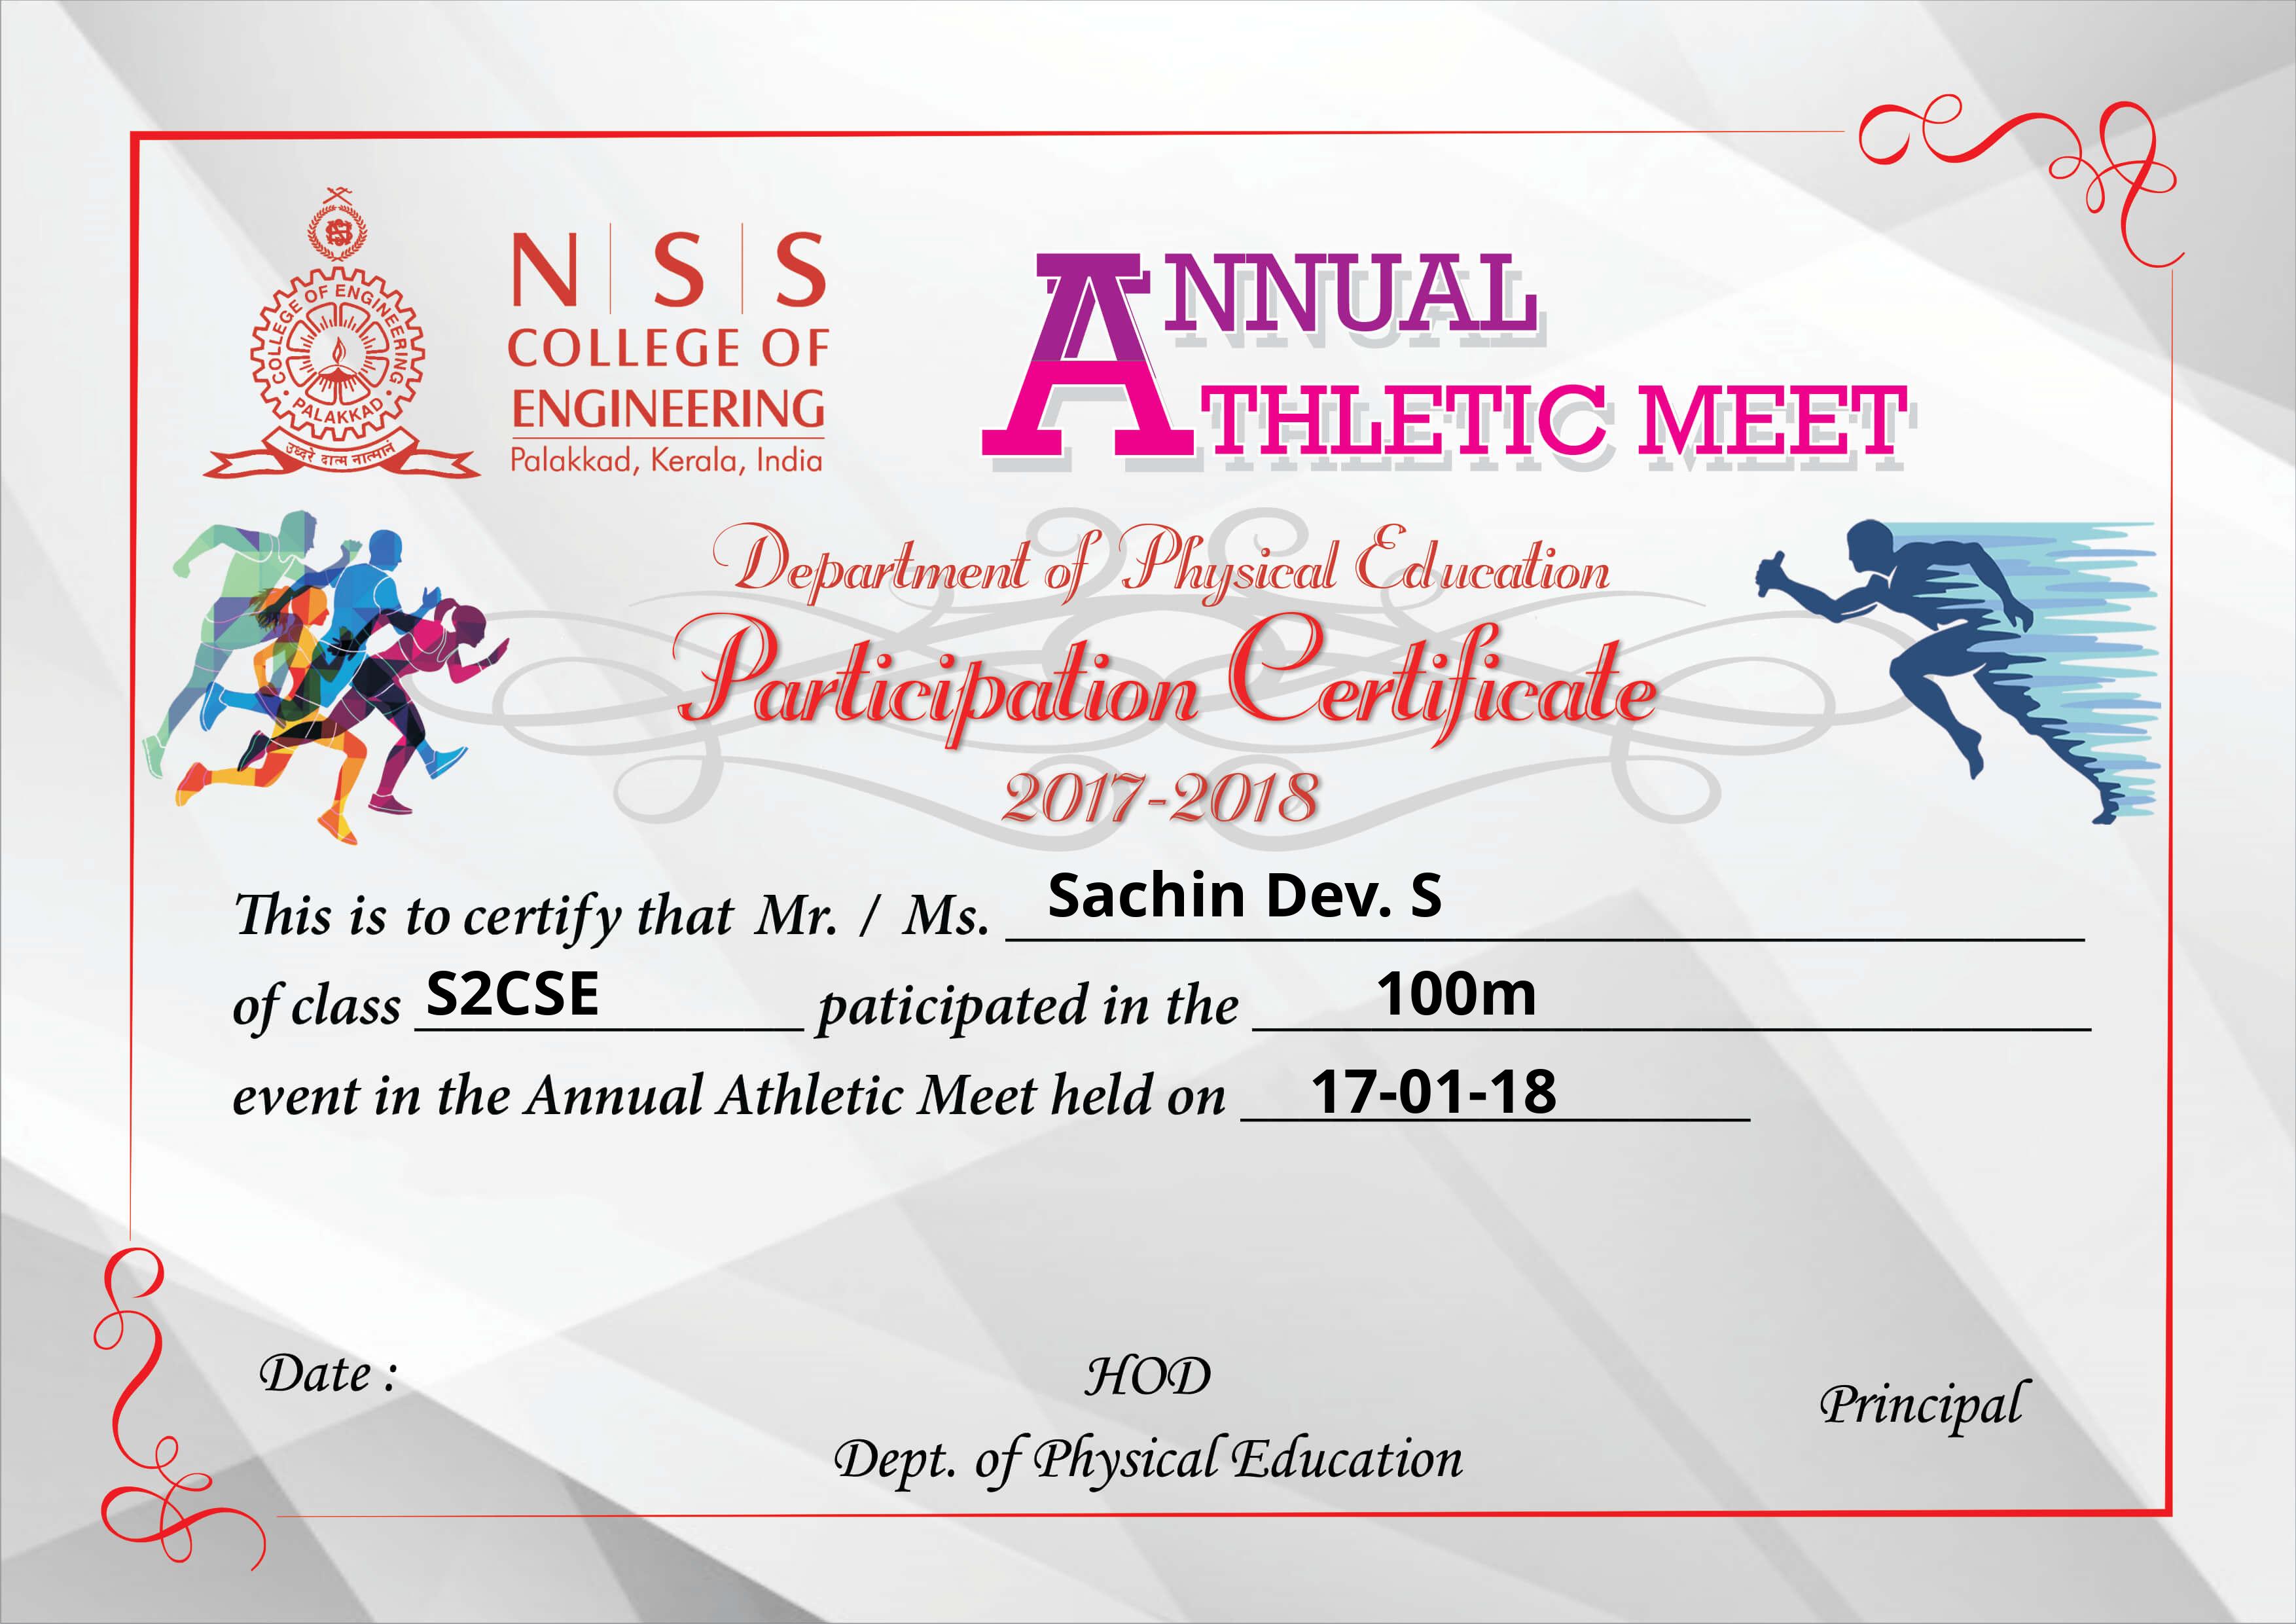 COLLEGE OF ENGINEERING
PALAKKAD
उध्दरे दात्म नात्मानं
N S S
COLLEGE OF
ENGINEERING
Palakkad, Kerala, India
ANNUAL
ATHLETIC MEET
Department of Physical Education
Participation Certificate
2017-2018
This is to certify that Mr. / Ms. Sachin Dev. S
of class S2CSE paticipated in the 100m
event in the Annual Athletic Meet held on 17-01-18
Date :
HOD
Dept. of Physical Education
Principal